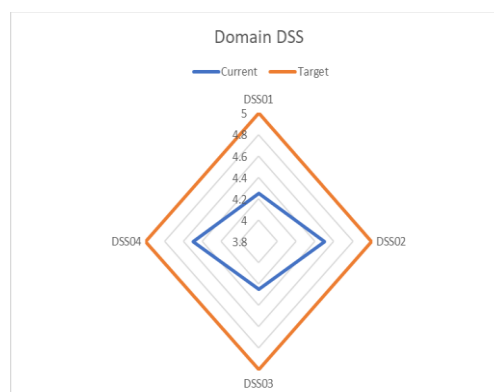 Domain DSS
Current Target
DSS01
5
4.8
4.6
4.4
4.2
4
3.8
DSS04 DSS02
DSS03